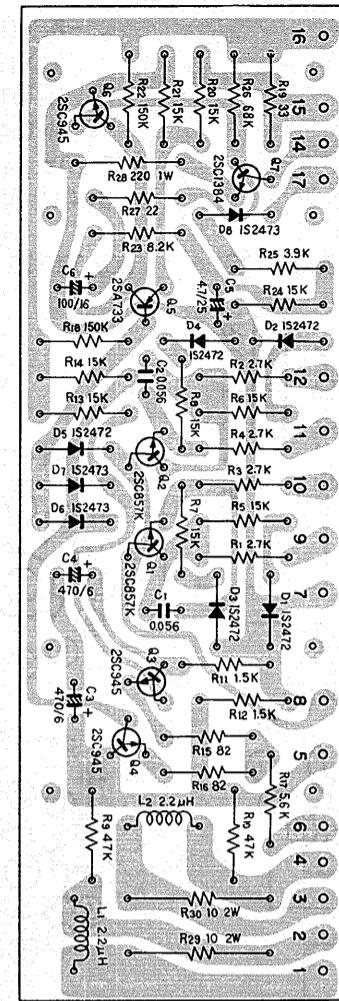 16
15
14
17
12
11
10
9
7
8
5
6
4
3
2
1
Q6
2SC945
R22
150K
R21
15K
R20
15K
R26
68K
R19
33
R28 220 1W
R27 22
R23 8.2K
Q7
2SC1384
D8 1S2473
R25 3.9K
R24 15K
C6
+
100/16
2SA733
Q5
C5
+
4.7/25
R18 150K
D4
1S2472
D2 1S2472
R14 15K
R13 15K
C2
0.056
R8
15K
R2 2.7K
R6 15K
R4 2.7K
R3 2.7K
R5 15K
R1 2.7K
D5 1S2472
D7 1S2473
D6 1S2473
Q2
2SC857K
R7
15K
Q1
2SC857K
C4
+
470/6
C1
0.056
D3 1S2472
D1 1S2472
Q3
2SC945
R11 1.5K
R12 1.5K
C3
+
470/6
2SC945
Q4
R15 82
R16 82
R17 5.6K
L2 2.2μH
R9 47K
R10 47K
L1 2.2μH
R30 10 2W
R29 10 2W